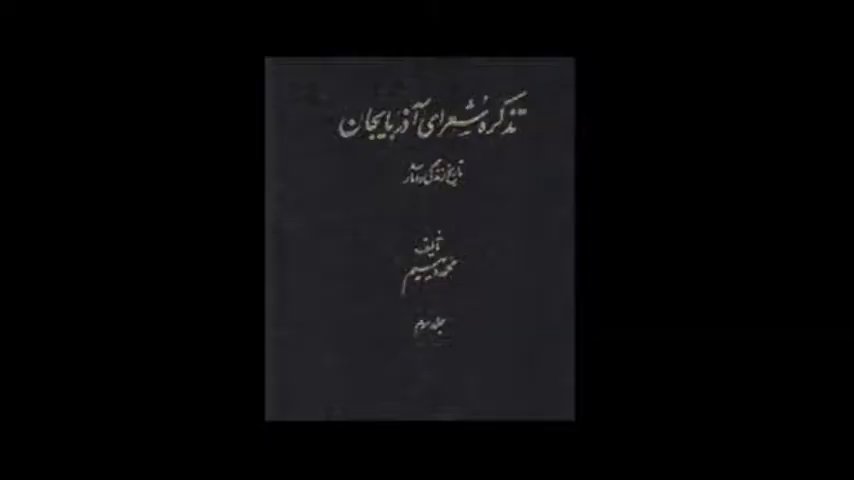 تذکره شعرای آذربایجان
تاریخ زندگی و آثار
تألیف
محمد دیهیم
جلد سوم